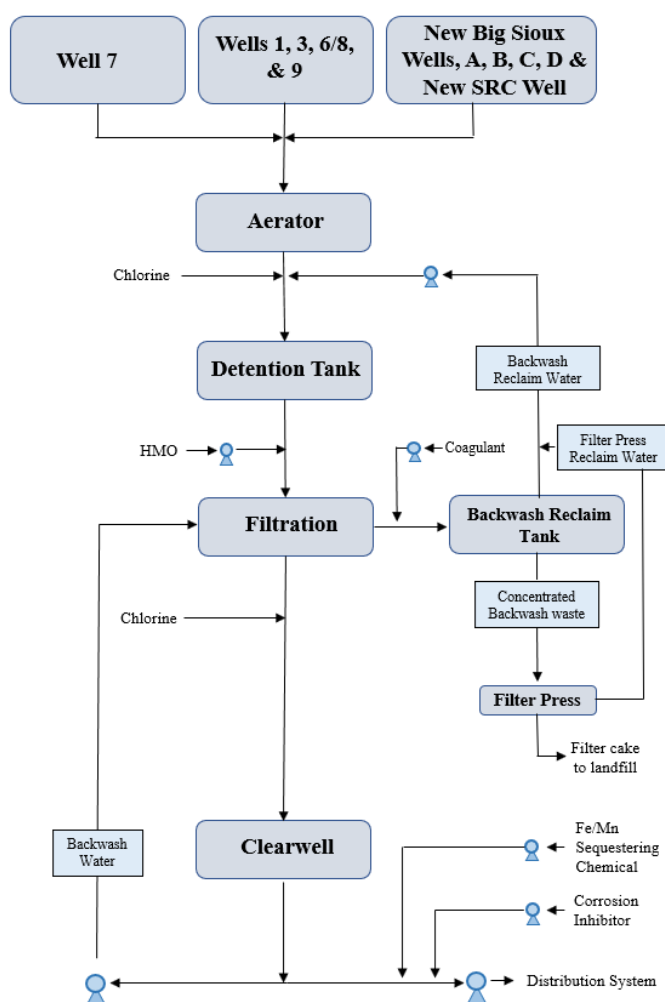 Well 7
Wells 1, 3, 6/8,
& 9
New Big Sioux
Wells, A, B, C, D &
New SRC Well
Aerator
Chlorine
Backwash
Reclaim Water
Detention Tank
Filter Press
Reclaim Water
HMO
Coagulant
Filtration
Backwash Reclaim
Tank
Concentrated
Backwash waste
Chlorine
Filter Press
Filter cake
to landfill
Backwash
Water
Clearwell
Fe/Mn
Sequestering
Chemical
Corrosion
Inhibitor
Distribution System